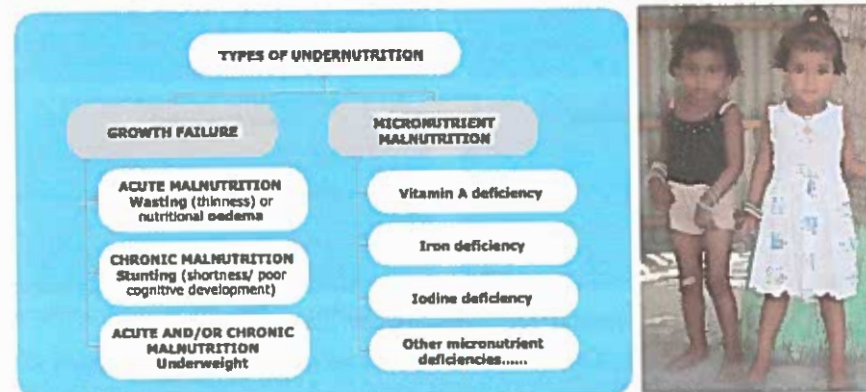 TYPES OF UNDERNUTRITION
GROWTH FAILURE
ACUTE MALNUTRITION
Wasting (thinness) or
nutritional oedema
CHRONIC MALNUTRITION
Stunting (shortness/ poor
cognitive development)
ACUTE AND/OR CHRONIC
MALNUTRITION
Underweight
MICRONUTRIENT
MALNUTRITION
Vitamin A deficiency
Iron deficiency
Iodine deficiency
Other micronutrient
deficiencies......